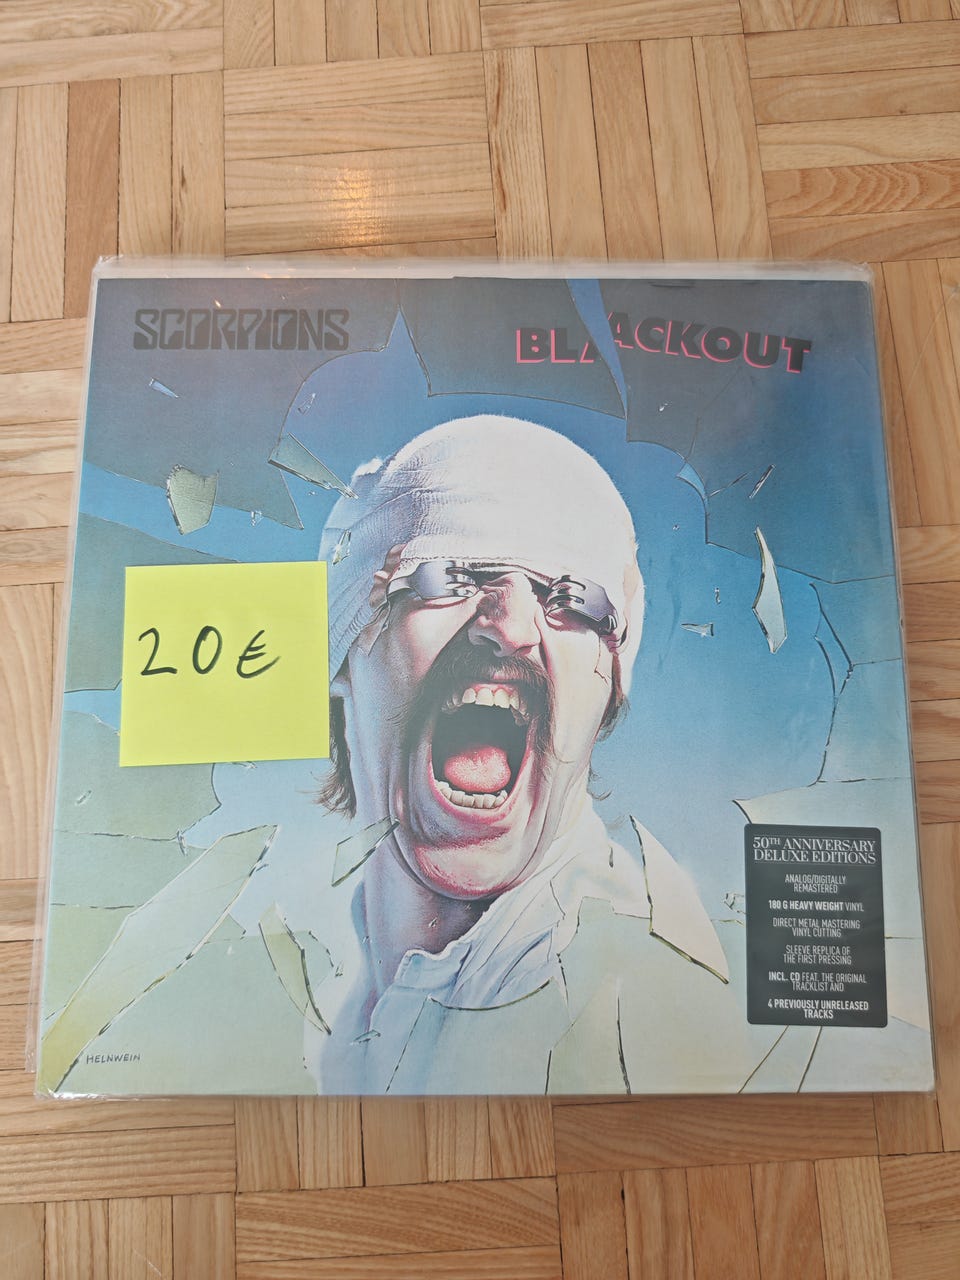 SCORPIONS
BLACKOUT
20€
50TH ANNIVERSARY
DELUXE EDITIONS
ANALOG/DIGITALLY
REMASTERED
180 G HEAVY WEIGHT VINYL
DIRECT METAL MASTERING
VINYL CUTTING
SLEEVE REPLICA OF
THE FIRST PRESSING
INCL. CD FEAT. THE ORIGINAL
TRACKLIST AND
4 PREVIOUSLY UNRELEASED
TRACKS
HELNWEIN